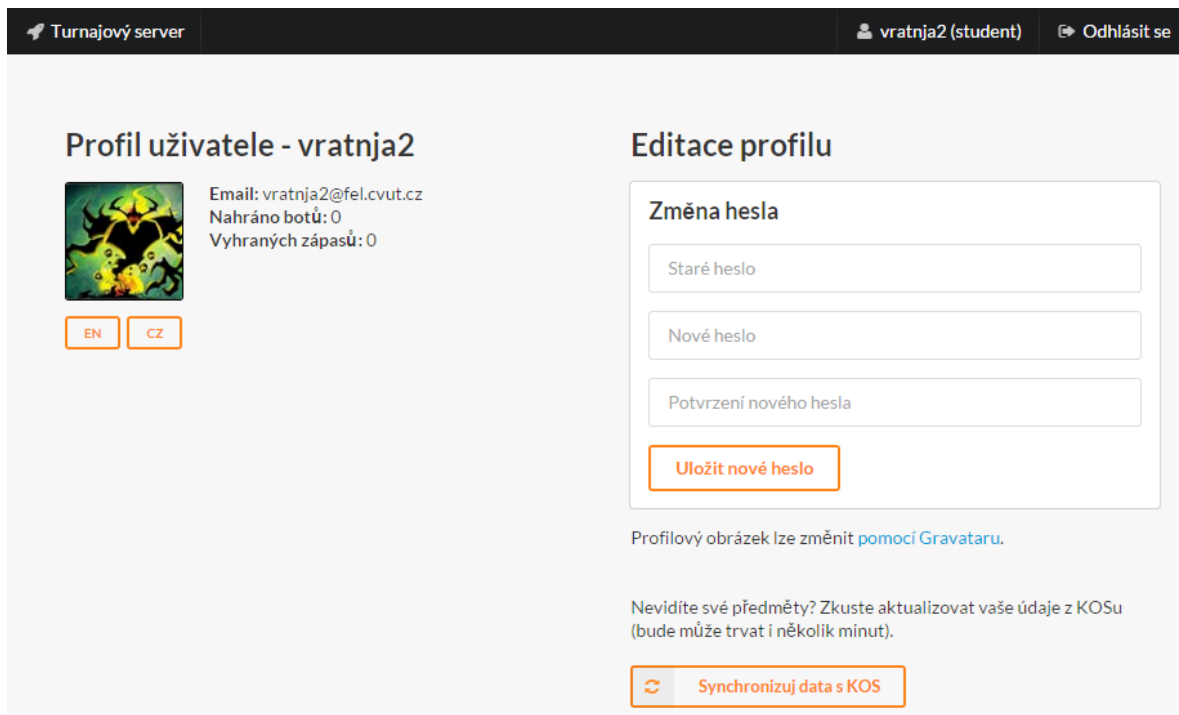 Turnajový server
vratnja2 (student)
Odhlásit se
Profil uživatele - vratnja2
Email: vratnja2@fel.cvut.cz
Nahráno botů: 0
Vyhraných zápasů: 0
EN
CZ
Editace profilu
Změna hesla
Staré heslo
Nové heslo
Potvrzení nového hesla
Uložit nové heslo
Profilový obrázek lze změnit pomocí Gravataru.
Nevidíte své předměty? Zkuste aktualizovat vaše údaje z KOSu
(bude může trvat i několik minut).
Synchronizuj data s KOS